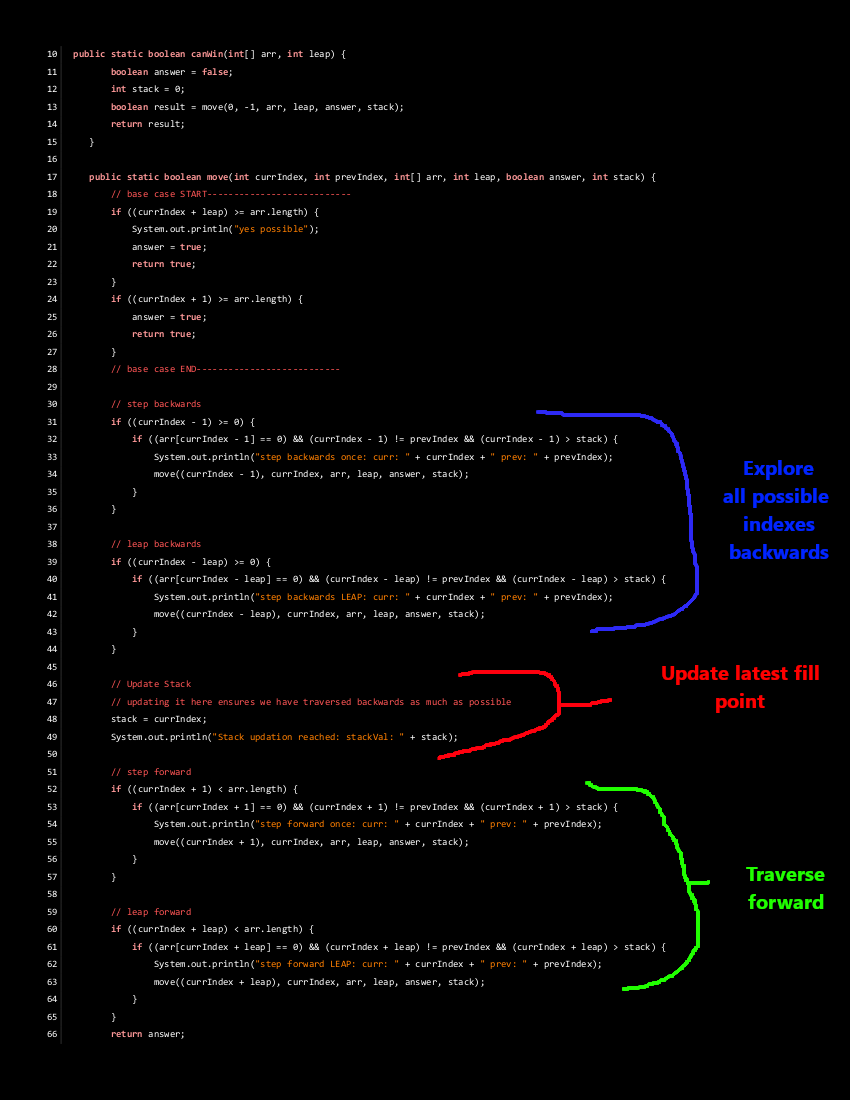 10 public static boolean canWin(int[] arr, int leap) {
11 boolean answer = false;
12 int stack = 0;
13 boolean result = move(0, -1, arr, leap, answer, stack);
14 return result;
15 }
16
17 public static boolean move(int currIndex, int prevIndex, int[] arr, int leap, boolean answer, int stack) {
18 // base case START---------------------------
19 if ((currIndex + leap) >= arr.length) {
20 System.out.println("yes possible");
21 answer = true;
22 return true;
23 }
24 if ((currIndex + 1) >= arr.length) {
25 answer = true;
26 return true;
27 }
28 // base case END---------------------------
29
30 // step backwards
31 if ((currIndex - 1) >= 0) {
32 if ((arr[currIndex - 1] == 0) && (currIndex - 1) != prevIndex && (currIndex - 1) > stack) {
33 System.out.println("step backwards once: curr: " + currIndex + " prev: " + prevIndex);
34 move((currIndex - 1), currIndex, arr, leap, answer, stack);
35 }
36 }
37
38 // leap backwards
39 if ((currIndex - leap) >= 0) {
40 if ((arr[currIndex - leap] == 0) && (currIndex - leap) != prevIndex && (currIndex - leap) > stack) {
41 System.out.println("step backwards LEAP: curr: " + currIndex + " prev: " + prevIndex);
42 move((currIndex - leap), currIndex, arr, leap, answer, stack);
43 }
44 }
45
46 // Update Stack
47 // updating it here ensures we have traversed backwards as much as possible
48 stack = currIndex;
49 System.out.println("Stack updation reached: stackVal: " + stack);
50
51 // step forward
52 if ((currIndex + 1) < arr.length) {
53 if ((arr[currIndex + 1] == 0) && (currIndex + 1) != prevIndex && (currIndex + 1) > stack) {
54 System.out.println("step forward once: curr: " + currIndex + " prev: " + prevIndex);
55 move((currIndex + 1), currIndex, arr, leap, answer, stack);
56 }
57 }
58
59 // leap forward
60 if ((currIndex + leap) < arr.length) {
61 if ((arr[currIndex + leap] == 0) && (currIndex + leap) != prevIndex && (currIndex + leap) > stack) {
62 System.out.println("step forward LEAP: curr: " + currIndex + " prev: " + prevIndex);
63 move((currIndex + leap), currIndex, arr, leap, answer, stack);
64 }
65 }
66 return answer;
Explore
all possible
indexes
backwards
Update latest fill
point
Traverse
forward